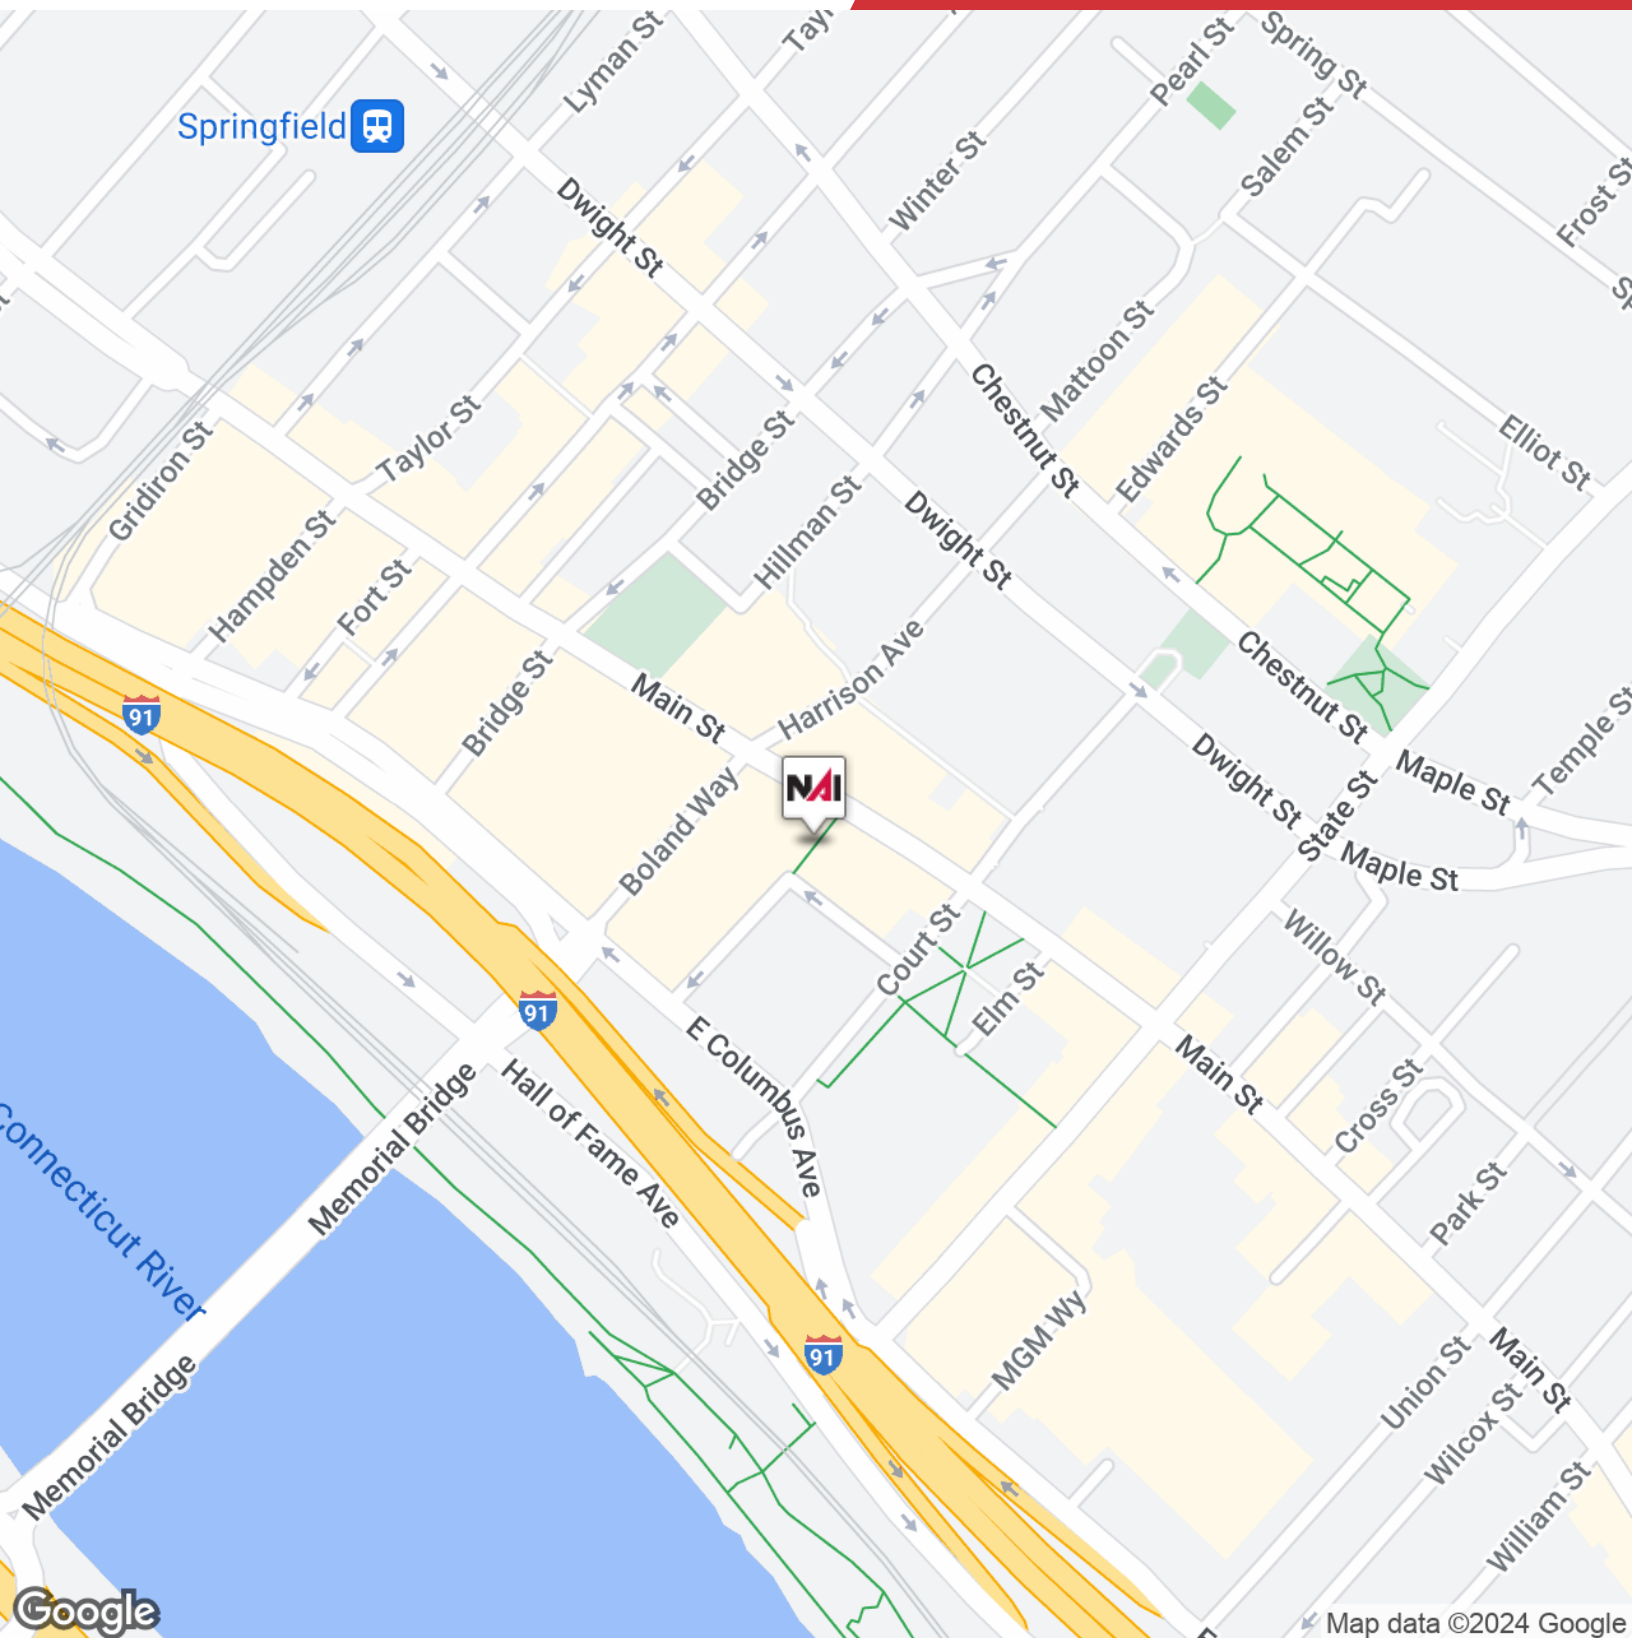 Lyman St
Pearl St
Spring St
Springfield
Salem St
Winter St
Frost St
Dwight St
Mattoon St
Chestnut St
Edwards St
Taylor St
Bridge St
Elliot St
Gridiron St
Hillman St
Dwight St
Hampden St
Fort St
Harrison Ave
Chestnut St
Main St
Bridge St
91
Temple St
Dwight St
Maple St
State St
NAI
Boland Way
Maple St
Court St
Willow St
Elm St
91
E Columbus Ave
Main St
Hall of Fame Ave
Memorial Bridge
Cross St
Connecticut River
Park St
MGM Wy
91
Union St
Main St
Memorial Bridge
Wilcox St
William St
Google
Map data ©2024 Google